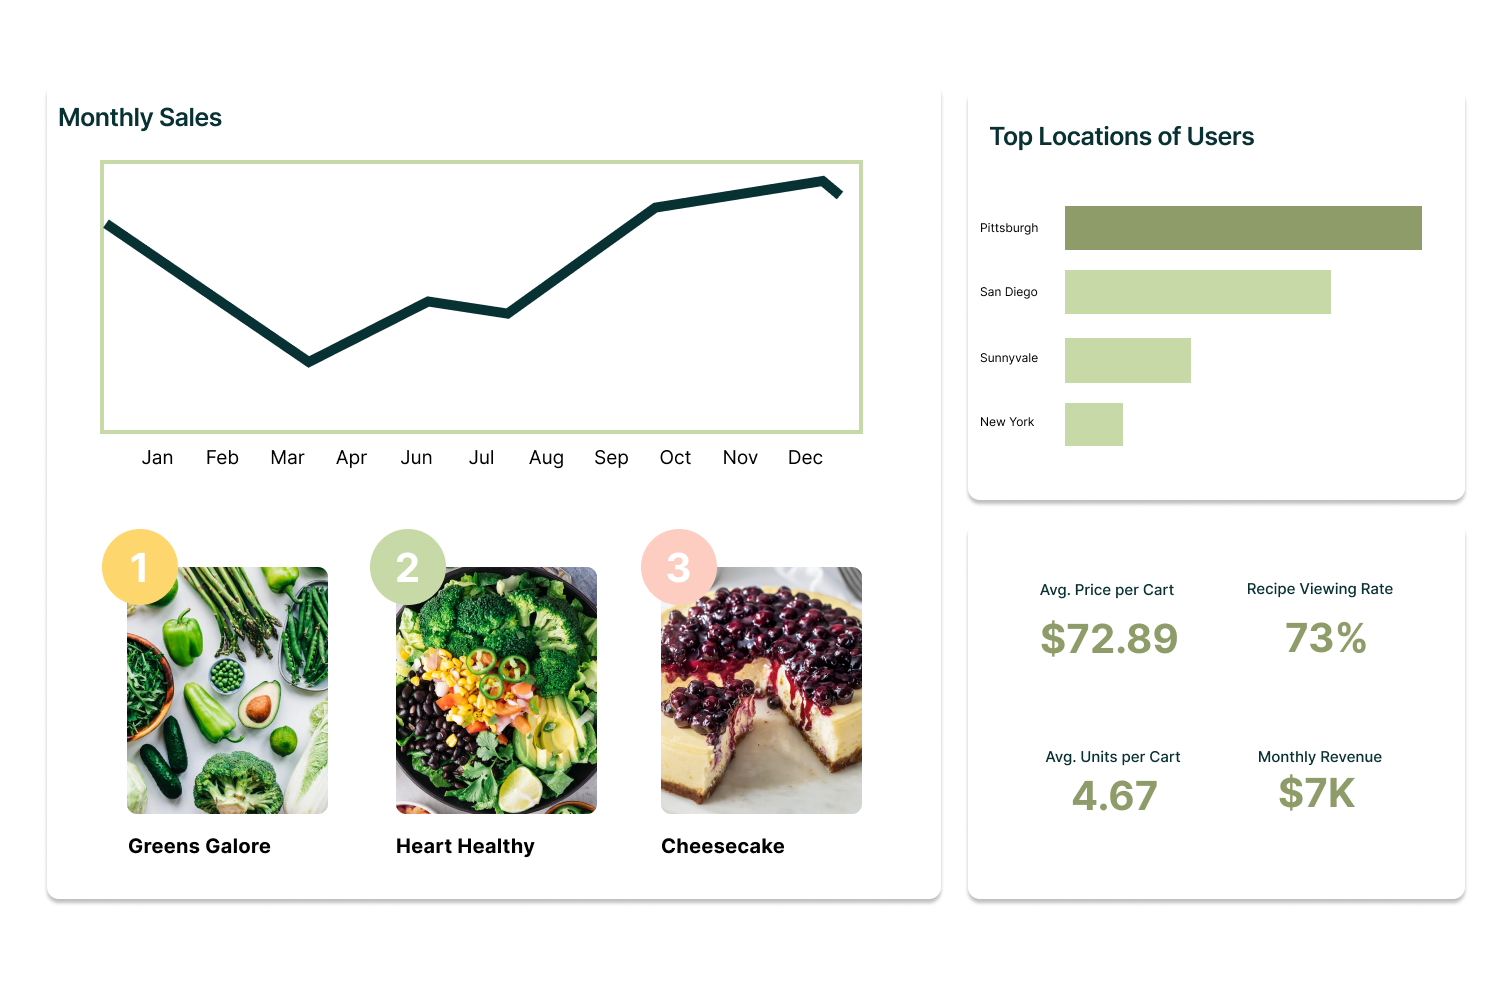 Monthly Sales
Jan Feb Mar Apr Jun Jul Aug Sep Oct Nov Dec
1 2 3
Greens Galore Heart Healthy Cheesecake
Top Locations of Users
Pittsburgh
San Diego
Sunnyvale
New York
Avg. Price per Cart Recipe Viewing Rate
$72.89 73%
Avg. Units per Cart Monthly Revenue
4.67 $7K